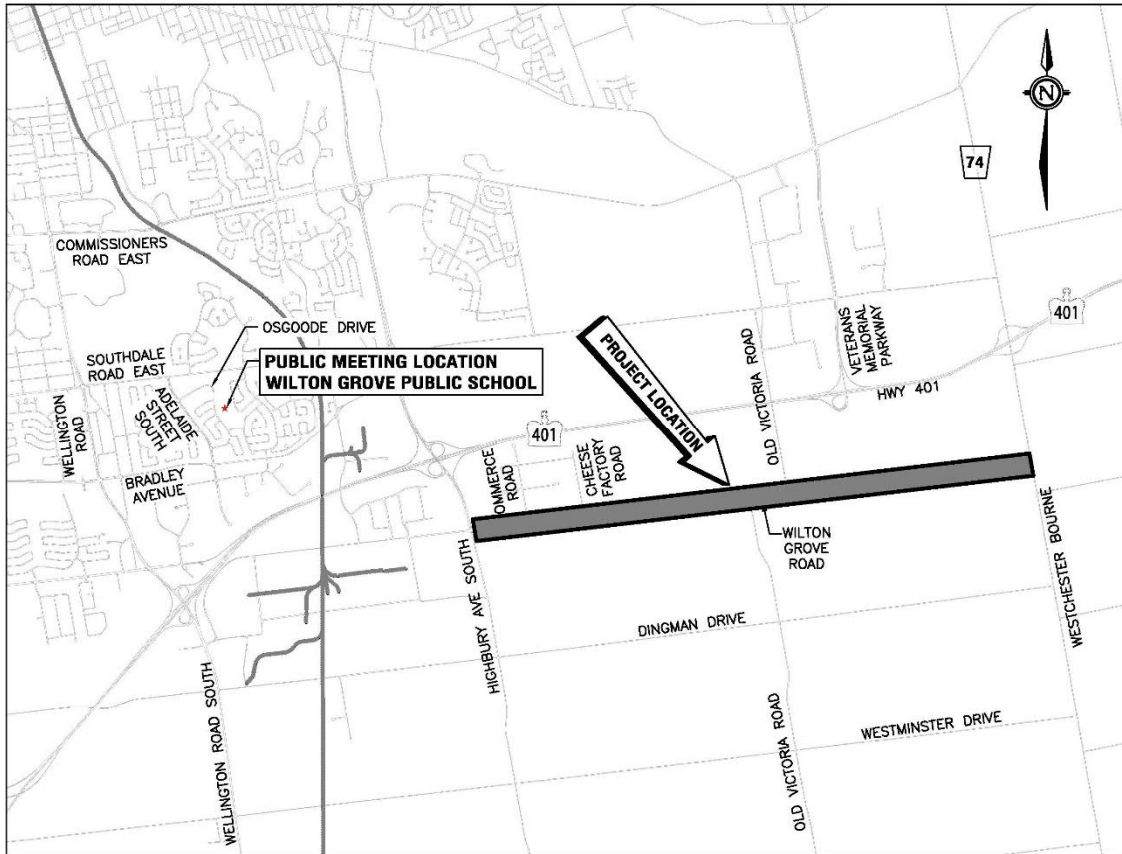 N
74
COMMISSIONERS
ROAD EAST
OSGOODE DRIVE
401
SOUTHDALE
ROAD EAST
PUBLIC MEETING LOCATION
WILTON GROVE PUBLIC SCHOOL
PROJECT LOCATION
VETERANS
MEMORIAL
PARKWAY
OLD VICTORIA ROAD
HWY 401
WELLINGTON
ROAD
ADELAIDE
STREET
SOUTH
401
BRADLEY
AVENUE
OMMERCE
ROAD
CHEESE
FACTORY
ROAD
WILTON
GROVE
ROAD
WESTCHESTER BOURNE
HIGHBURY AVE SOUTH
DINGMAN DRIVE
WELLINGTON ROAD SOUTH
OLD VICTORIA ROAD
WESTMINSTER DRIVE